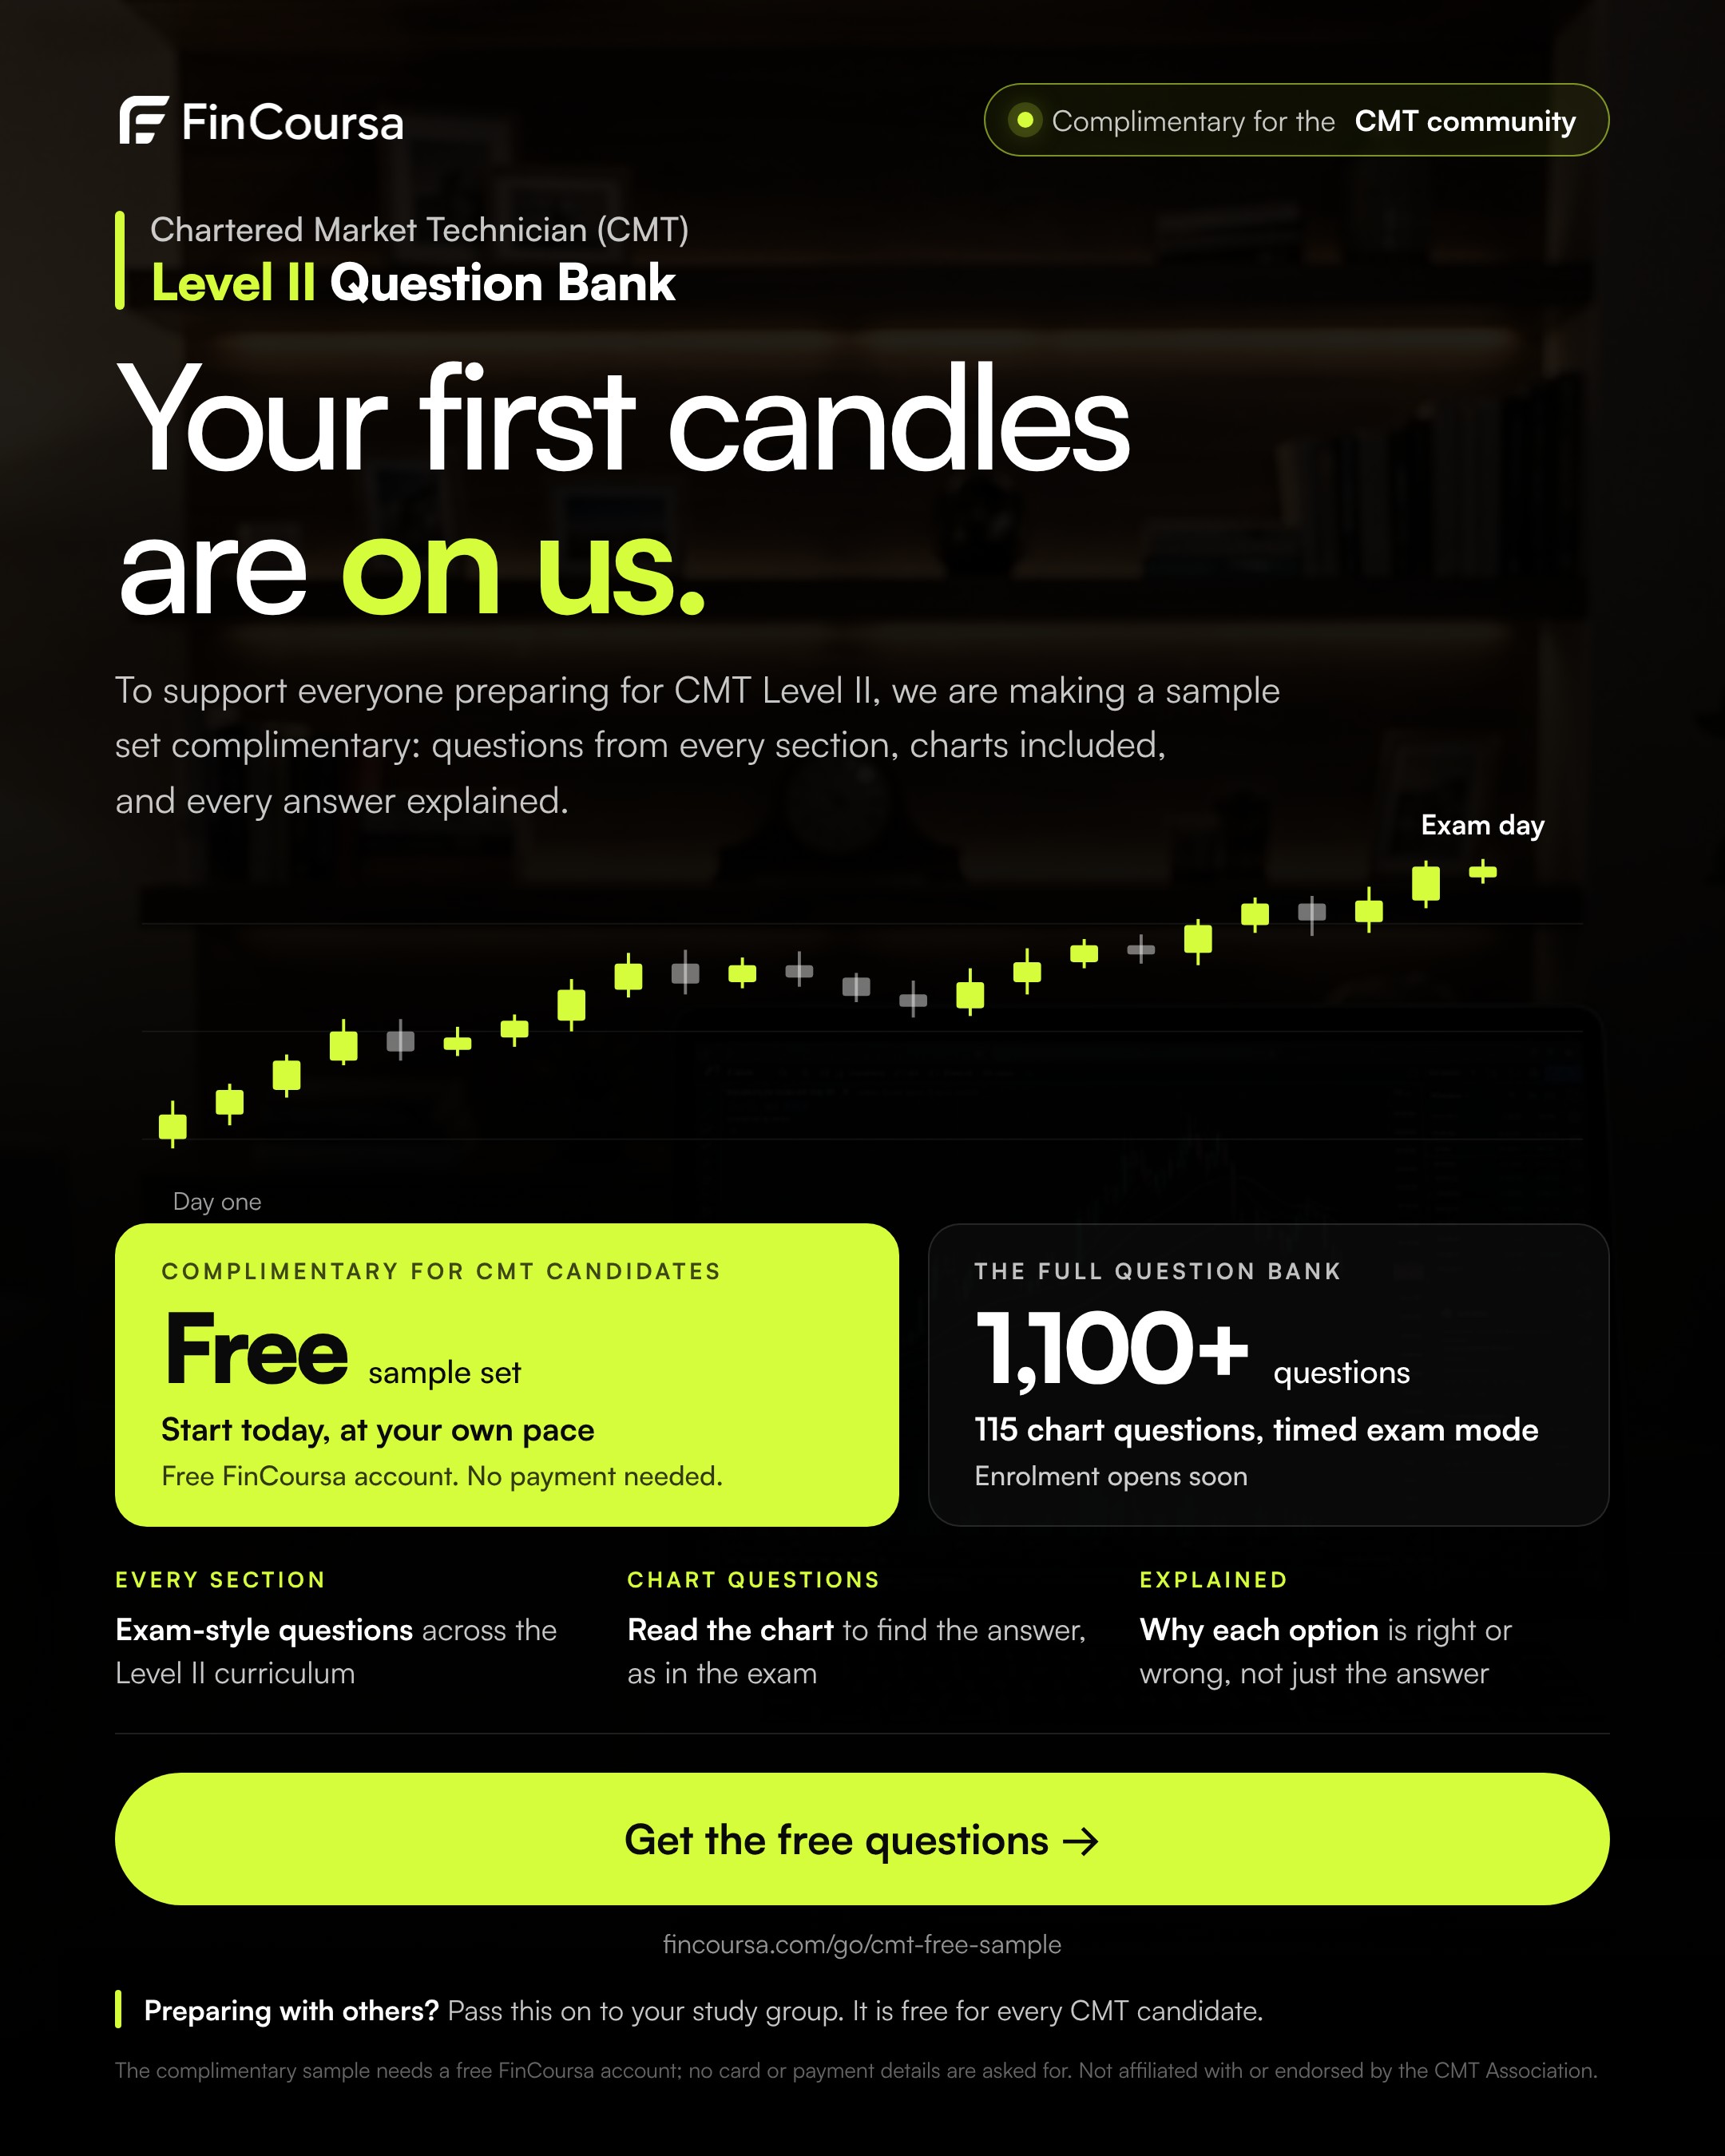 FinCoursa
Complimentary for the CMT community
Chartered Market Technician (CMT)
Level II Question Bank
Your first candles
are on us.
To support everyone preparing for CMT Level II, we are making a sample
set complimentary: questions from every section, charts included,
and every answer explained.
Exam day
Day one
COMPLIMENTARY FOR CMT CANDIDATES
Free sample set
Start today, at your own pace
Free FinCoursa account. No payment needed.
THE FULL QUESTION BANK
1,100+ questions
115 chart questions, timed exam mode
Enrolment opens soon
EVERY SECTION
Exam-style questions across the
Level II curriculum
CHART QUESTIONS
Read the chart to find the answer,
as in the exam
EXPLAINED
Why each option is right or
wrong, not just the answer
Get the free questions →
fincoursa.com/go/cmt-free-sample
Preparing with others? Pass this on to your study group. It is free for every CMT candidate.
The complimentary sample needs a free FinCoursa account; no card or payment details are asked for. Not affiliated with or endorsed by the CMT Association.